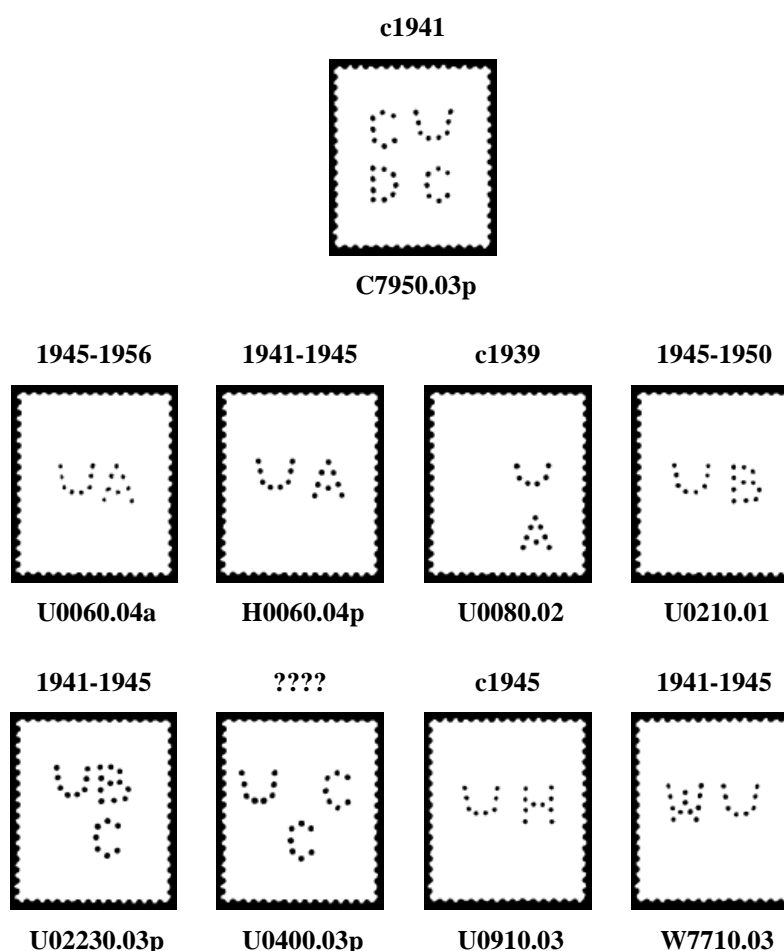 c1941
C U
D C
C7950.03p
1945-1956 1941-1945 c1939 1945-1950
U A U A U U B
A
U0060.04a H0060.04p U0080.02 U0210.01
1941-1945 ???? c1945 1941-1945
U B U C U H W U
C C
U02230.03p U0400.03p U0910.03 W7710.03